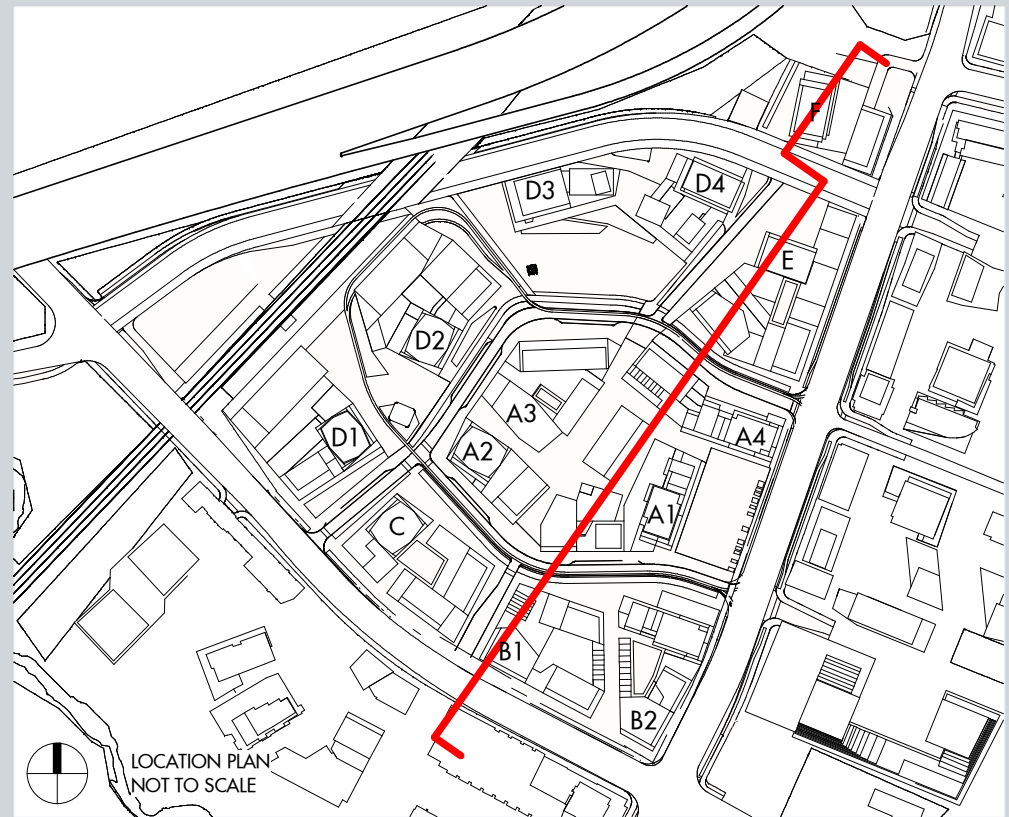 F
D3
D4
E
D2
A3
D1
A2
A4
A1
C
B1
B2
LOCATION PLAN
NOT TO SCALE